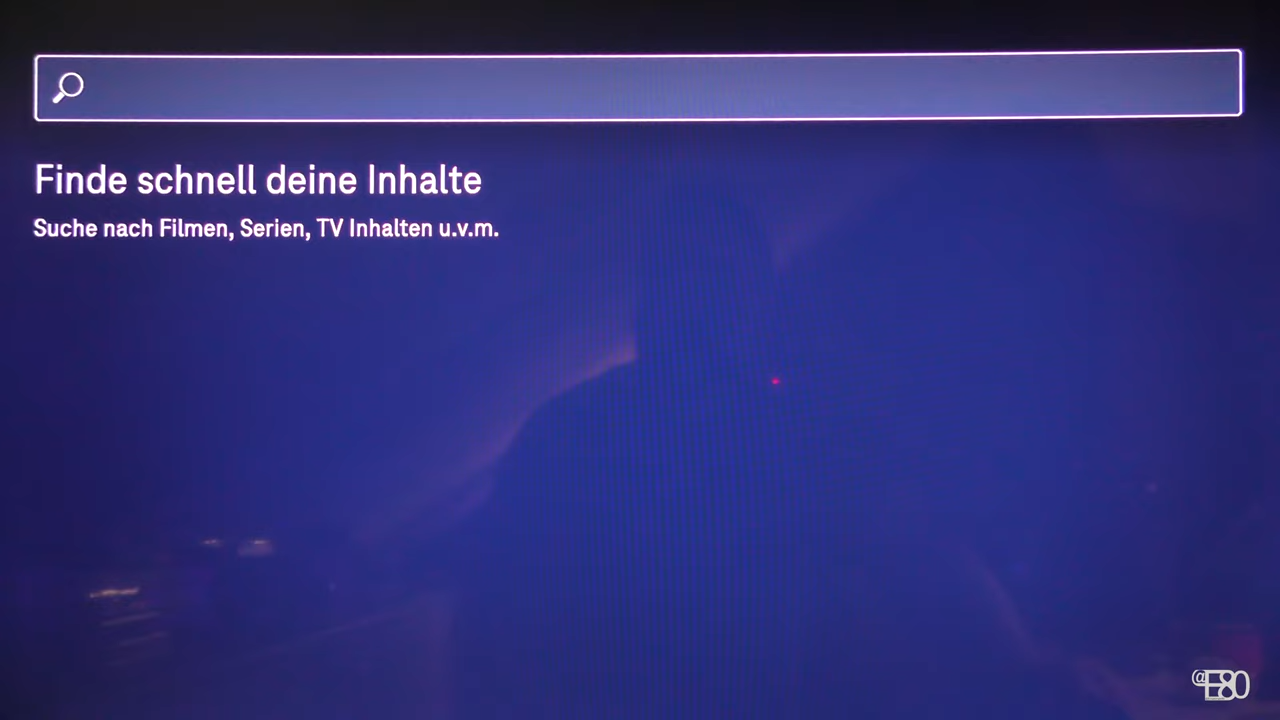 Finde schnell deine Inhalte
Suche nach Filmen, Serien, TV Inhalten u.v.m.
@E80